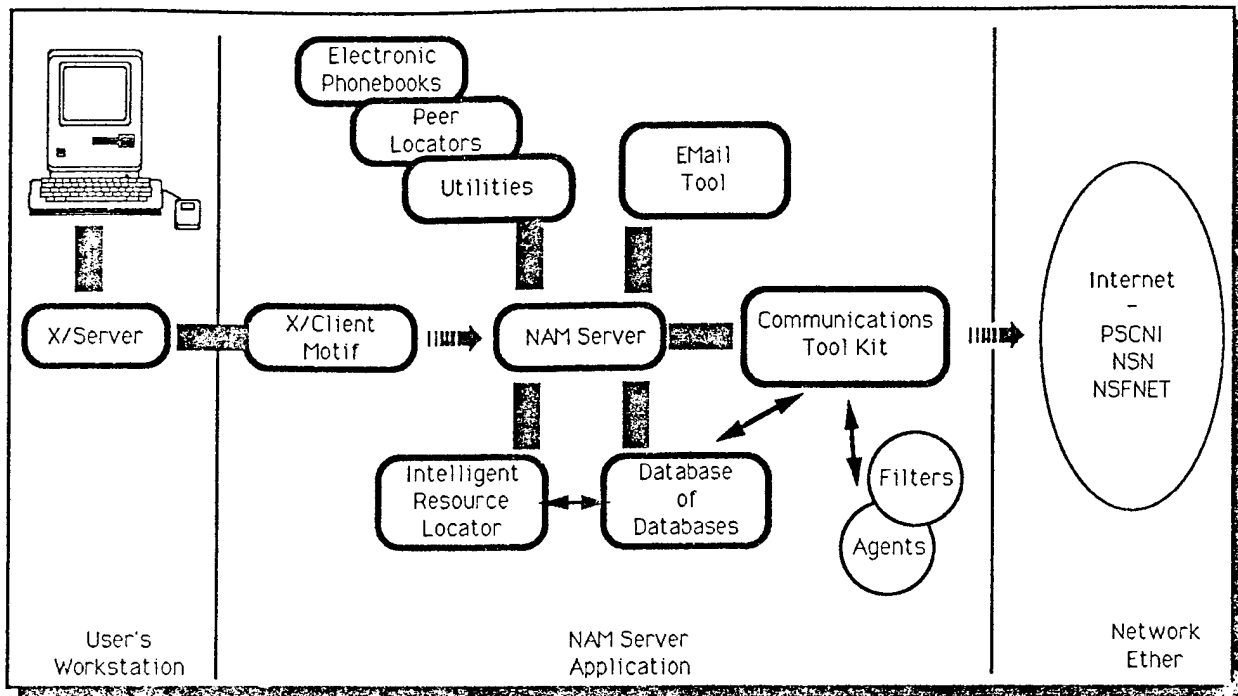 Electronic
Phonebooks
Peer
Locators
Utilities
EMail
Tool
X/Server
X/Client
Motif
NAM Server
Communications
Tool Kit
Internet
-
PSCNI
NSN
NSFNET
Intelligent
Resource
Locator
Database
of
Databases
Filters
Agents
User's
Workstation
NAM Server
Application
Network
Ether